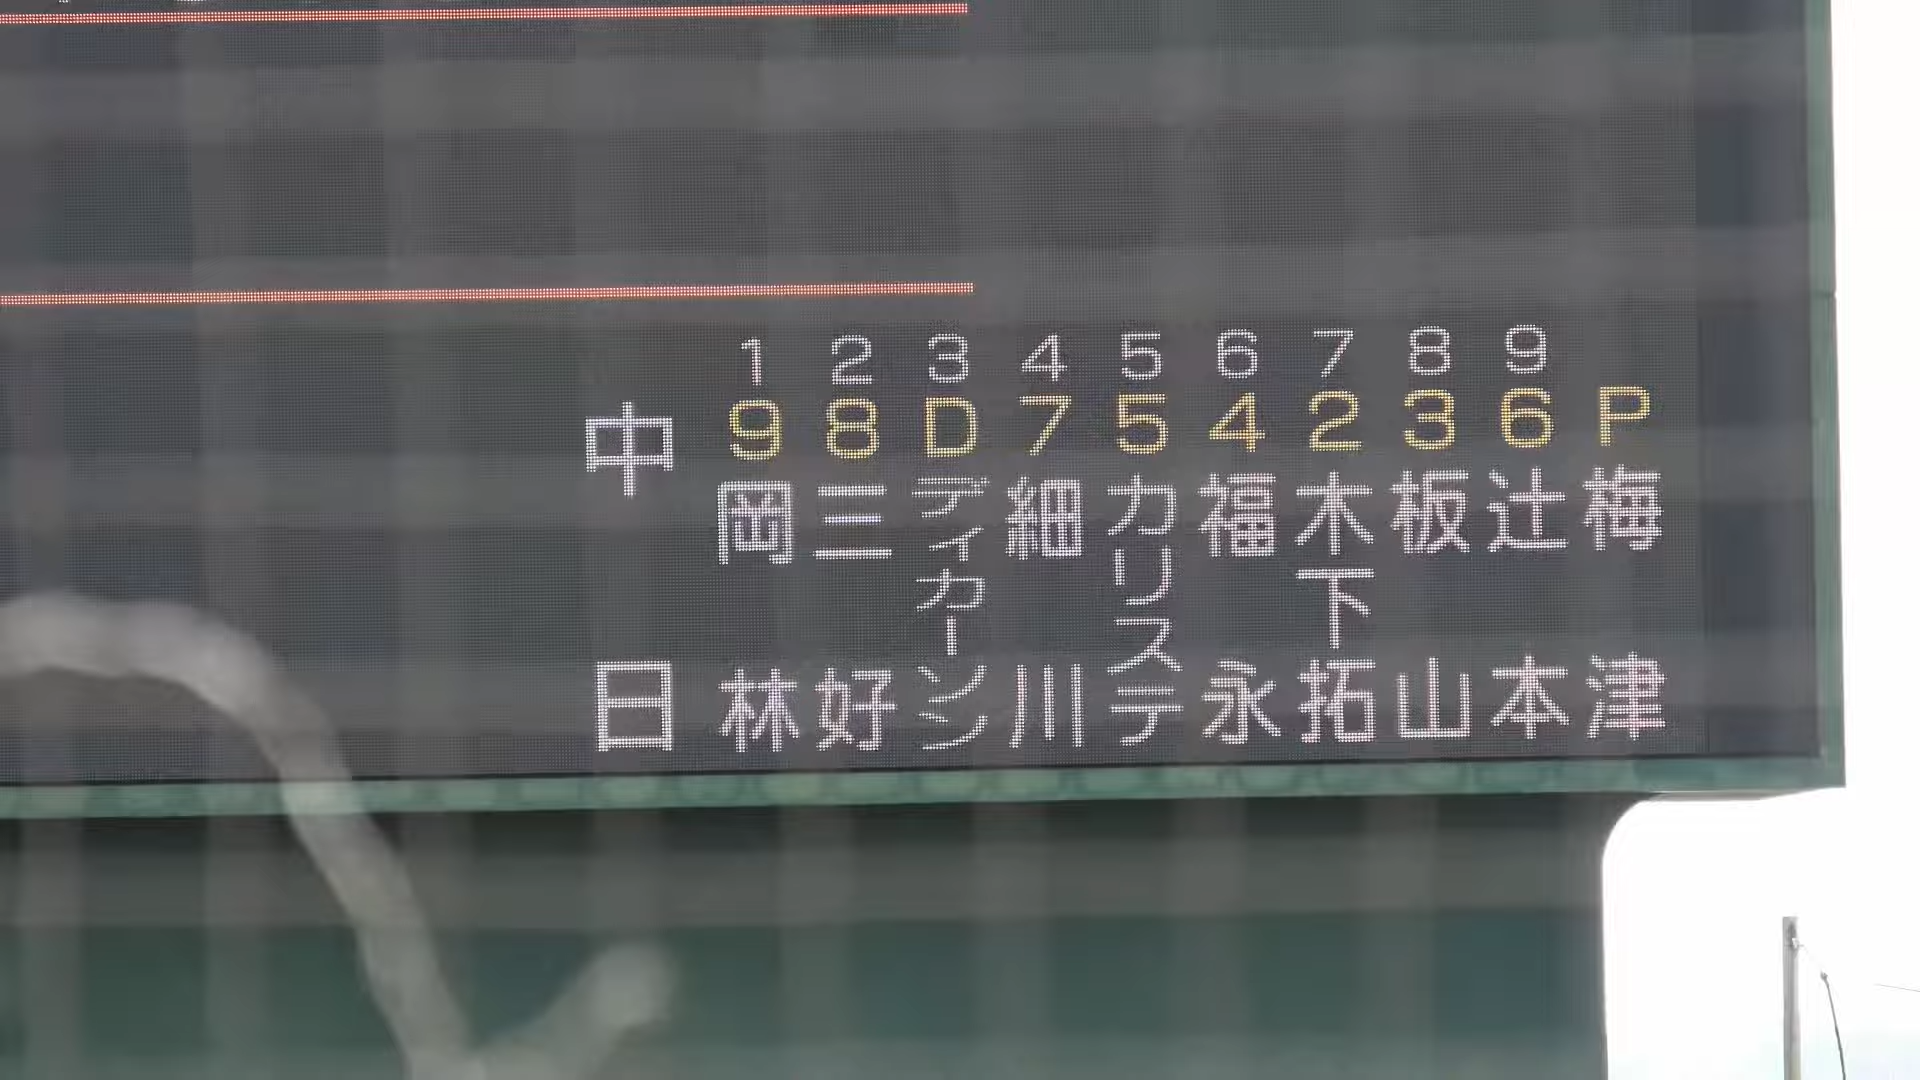 1 2 3 4 5 6 7 8 9
9 8 D 7 5 4 2 3 6 P
中日
岡林
三好
ディカーソン
細川
カリステ
福永
木下拓
板山
辻本
梅津